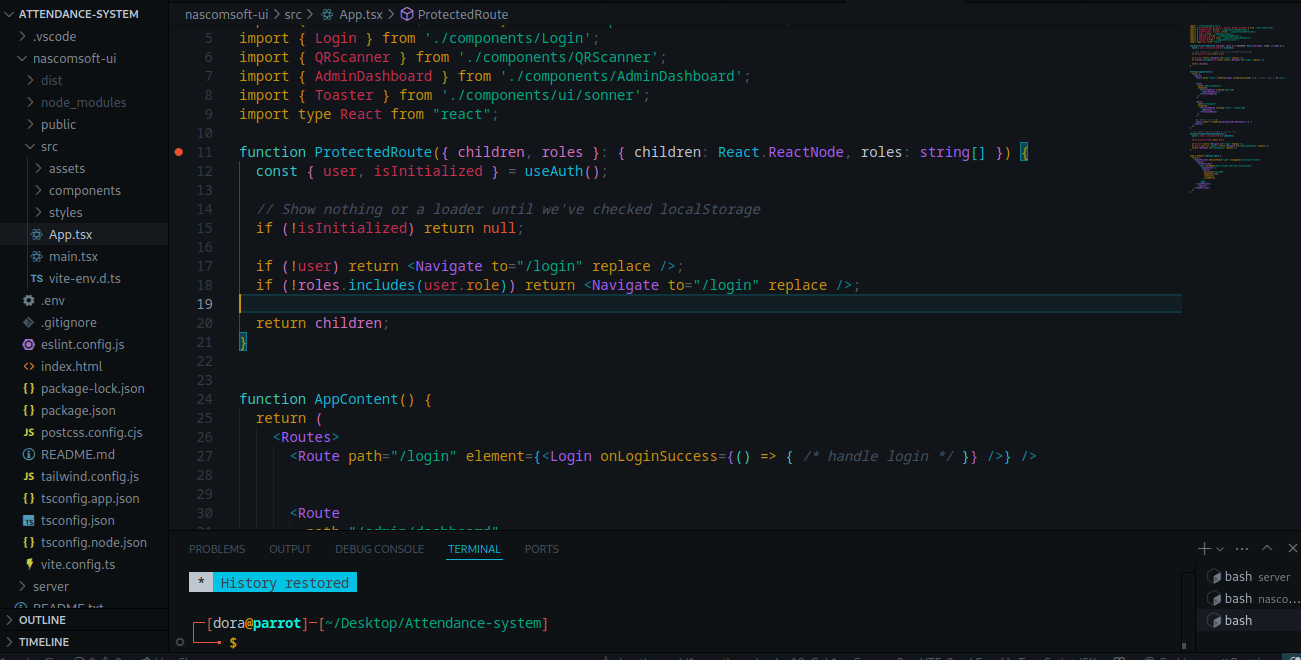 ATTENDANCE-SYSTEM
.vscode
nascomsoft-ui
dist
node_modules
public
src
assets
components
styles
App.tsx
main.tsx
TS vite-env.d.ts
.env
.gitignore
eslint.config.js
<> index.html
{} package-lock.json
{} package.json
JS postcss.config.cjs
README.md
JS tailwind.config.js
{} tsconfig.app.json
TS tsconfig.json
{} tsconfig.node.json
vite.config.ts
server
README.txt
OUTLINE
TIMELINE
nascomsoft-ui > src > App.tsx > ProtectedRoute
5 import { Login } from './components/Login';
6 import { QRScanner } from './components/QRScanner';
7 import { AdminDashboard } from './components/AdminDashboard';
8 import { Toaster } from './components/ui/sonner';
9 import type React from "react";
10
11 function ProtectedRoute({ children, roles }: { children: React.ReactNode, roles: string[] }) {
12 const { user, isInitialized } = useAuth();
13
14 // Show nothing or a loader until we've checked localStorage
15 if (!isInitialized) return null;
16
17 if (!user) return <Navigate to="/login" replace />;
18 if (!roles.includes(user.role)) return <Navigate to="/login" replace />;
19
20 return children;
21 }
22
23
24 function AppContent() {
25 return (
26 <Routes>
27 <Route path="/login" element={<Login onLoginSuccess={() => { /* handle login */ }} />} />
28
29
30 <Route
31 path="/admin/dashboard"
PROBLEMS OUTPUT DEBUG CONSOLE TERMINAL PORTS
* History restored
[dora@parrot]-[~/Desktop/Attendance-system]
$
bash server
bash nasco...
bash